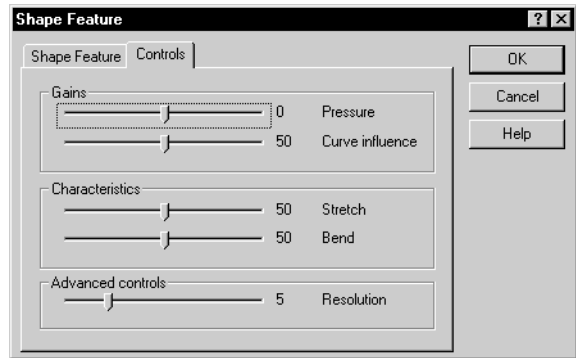 Shape Feature
Shape Feature Controls
OK
Cancel
Help
Gains
0 Pressure
50 Curve influence
Characteristics
50 Stretch
50 Bend
Advanced controls
5 Resolution